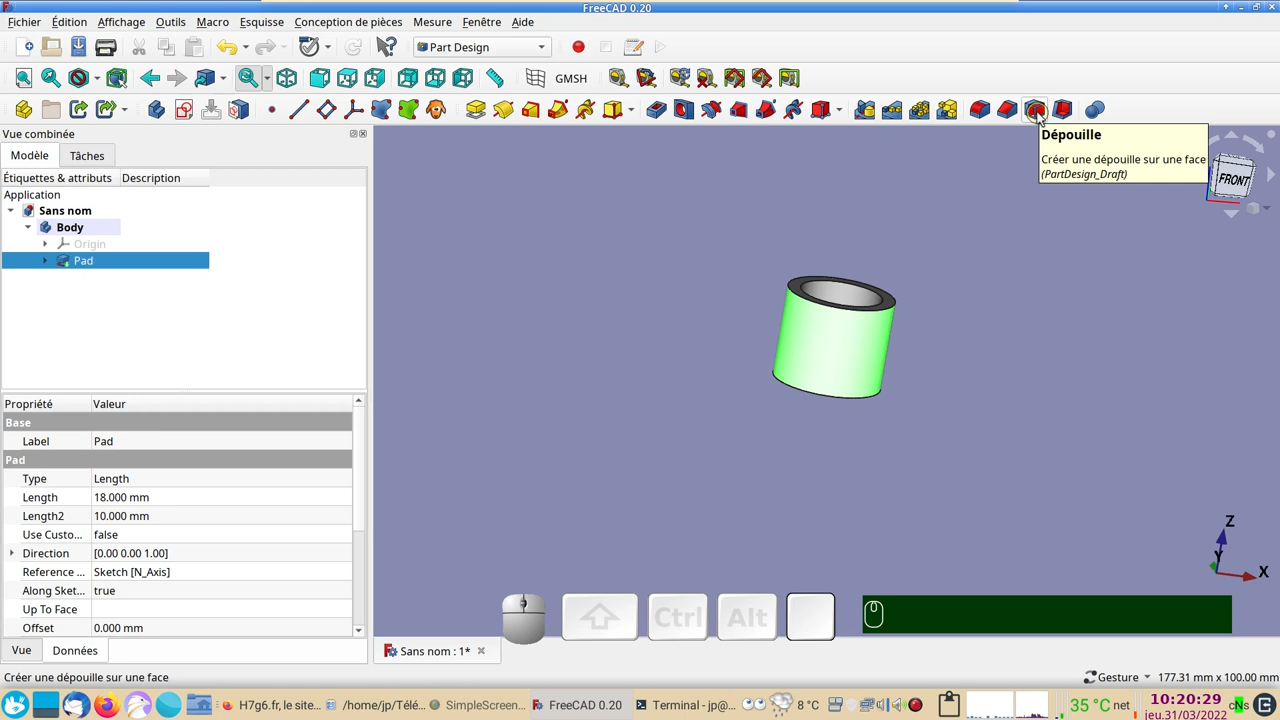 FreeCAD 0.20
Fichier Édition Affichage Outils Macro Esquisse Conception de pièces Mesure Fenêtre Aide
Part Design
GMSH
Vue combinée
Modèle Tâches
Étiquettes & attributs Description
Application
Sans nom
Body
Origin
Pad
Propriété Valeur
Base
Label Pad
Pad
Type Length
Length 18.000 mm
Length2 10.000 mm
Use Custo... false
Direction [0.00 0.00 1.00]
Reference ... Sketch [N_Axis]
Along Sket... true
Up To Face
Offset 0.000 mm
Vue Données
Dépouille
Créer une dépouille sur une face
(PartDesign_Draft)
FRONT
Z
Y
X
Ctrl Alt
Sans nom : 1*
Créer une dépouille sur une face
Gesture 177.31 mm x 100.00 mm
H7g6.fr, le site... /home/jp/Télé... SimpleScreen... FreeCAD 0.20 Terminal - jp@...
8°C
35 °C net
10:20:29
jeu.31/03/2022
cNs